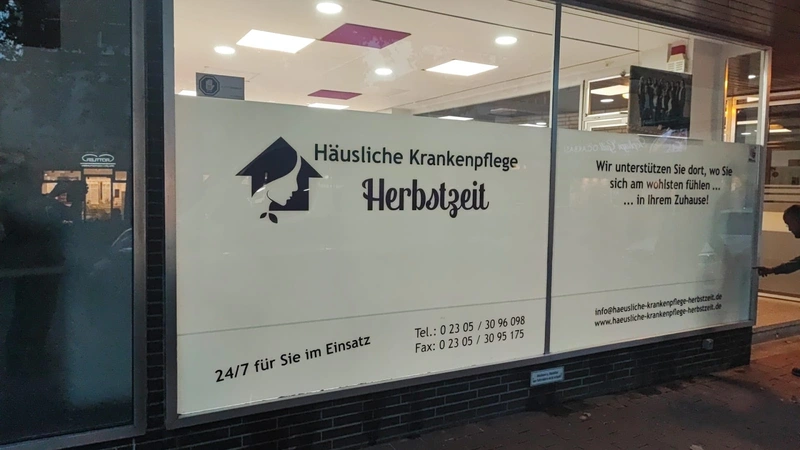 Häusliche Krankenpflege
Herbstzeit
24/7 für Sie im Einsatz
Tel.: 0 23 05 / 30 96 098
Fax: 0 23 05 / 30 95 175
Wir unterstützen Sie dort, wo Sie
sich am wohlsten fühlen ...
... in Ihrem Zuhause!
info@haeusliche-krankenpflege-herbstzeit.de
www.haeusliche-krankenpflege-herbstzeit.de